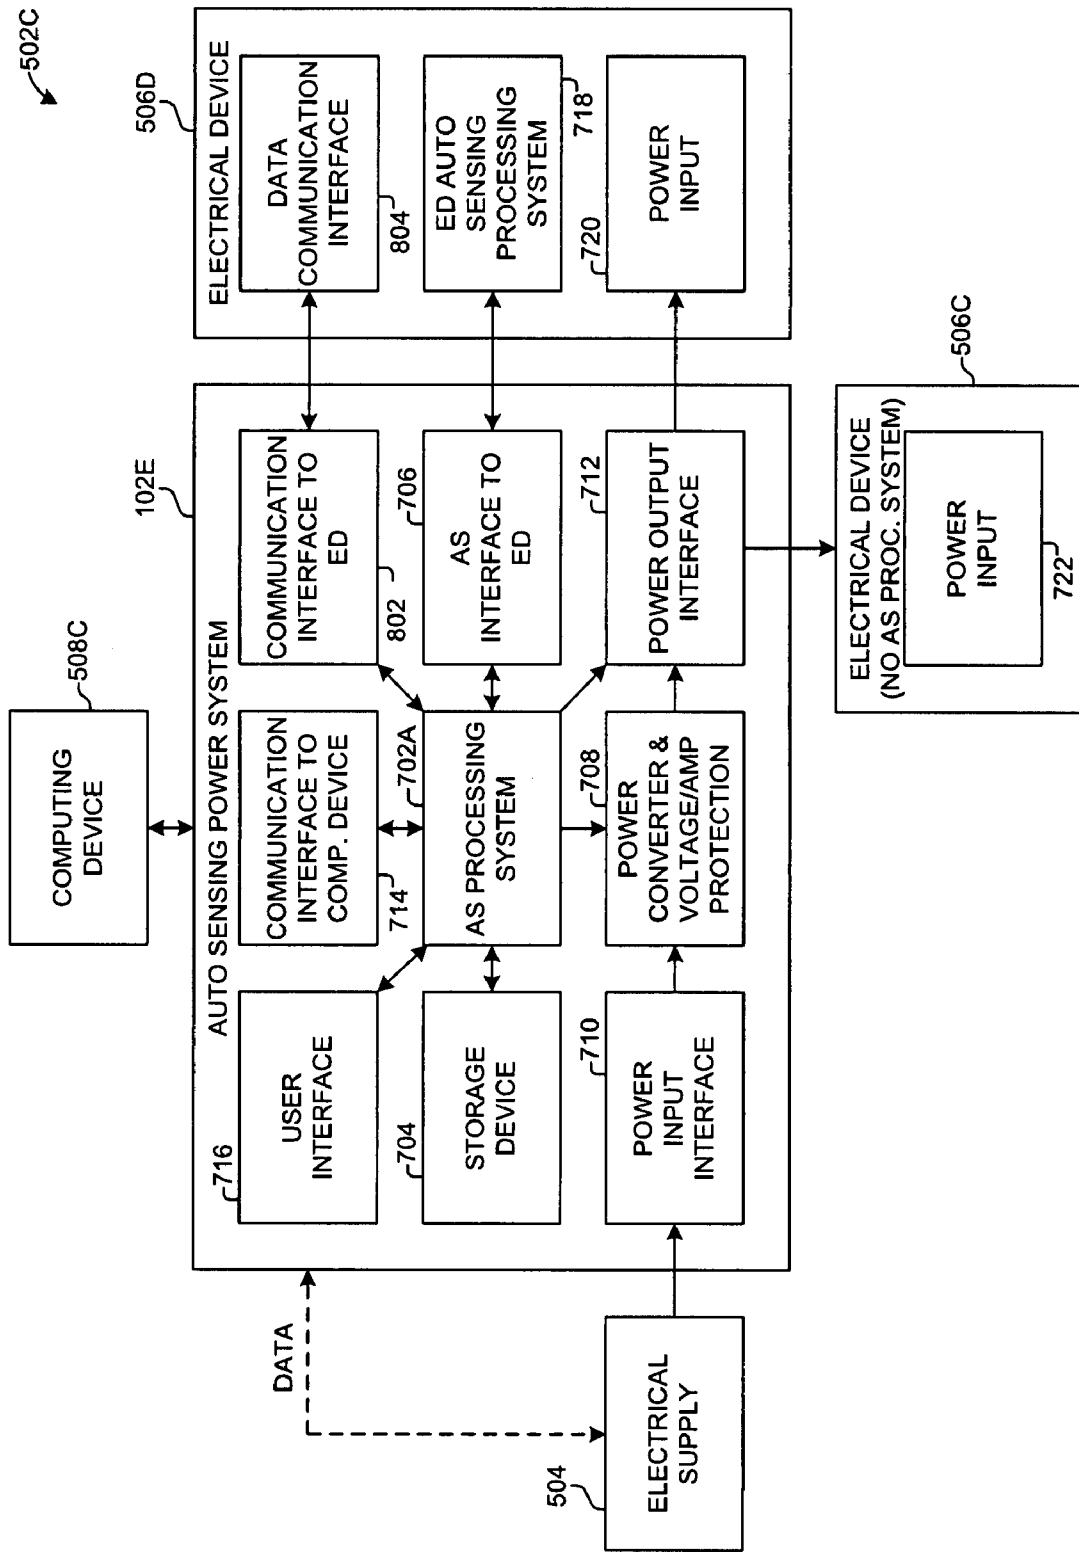 502C
508C
COMPUTING
DEVICE
102E
AUTO SENSING POWER SYSTEM
506D
ELECTRICAL DEVICE
DATA
716
USER
INTERFACE
COMMUNICATION
INTERFACE TO
COMP. DEVICE
714
COMMUNICATION
INTERFACE TO
ED
802
DATA
COMMUNICATION
INTERFACE
804
704
STORAGE
DEVICE
702A
AS PROCESSING
SYSTEM
706
AS
INTERFACE TO
ED
ED AUTO
SENSING
PROCESSING
SYSTEM
718
504
ELECTRICAL
SUPPLY
710
POWER
INPUT
INTERFACE
708
POWER
CONVERTER &
VOLTAGE/AMP
PROTECTION
712
POWER OUTPUT
INTERFACE
720
POWER
INPUT
506C
ELECTRICAL DEVICE
(NO AS PROC. SYSTEM)
POWER
INPUT
722